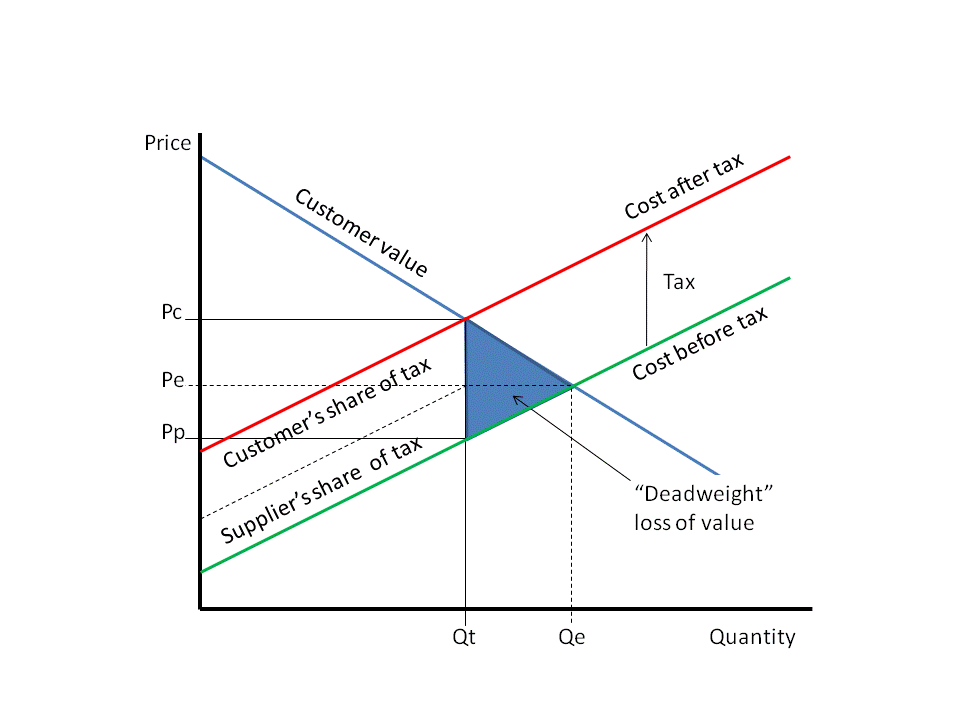 Price
Customer value
Cost after tax
Tax
Pc
Cost before tax
Pe
Customer's share of tax
Pp
Supplier's share of tax
“Deadweight”
loss of value
Qt
Qe
Quantity